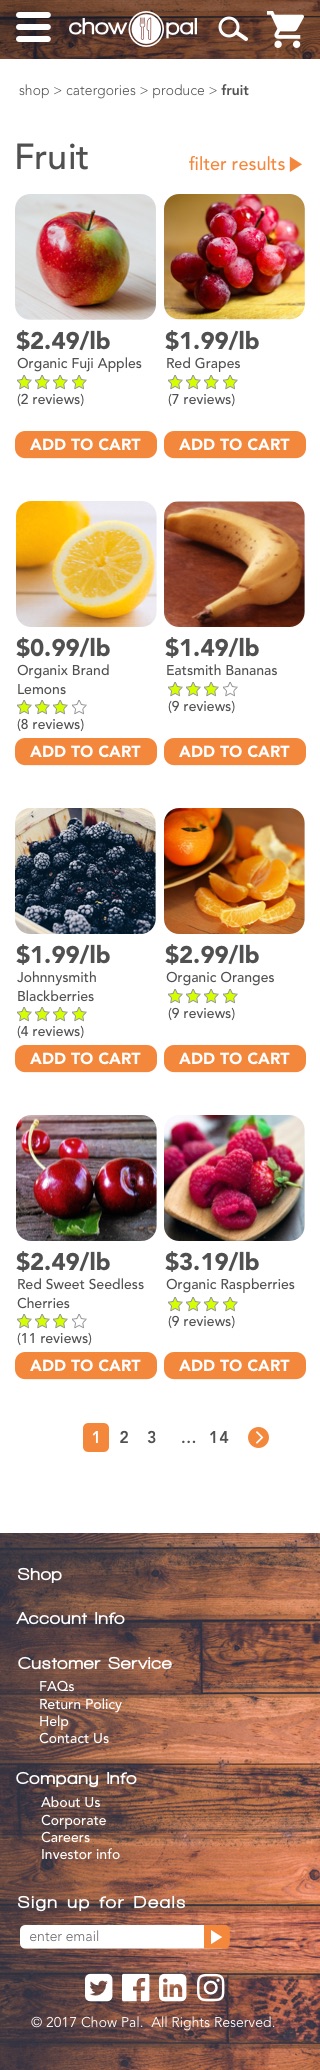 chow pal
shop > catergories > produce > fruit
Fruit
filter results
$2.49/lb
Organic Fuji Apples
(2 reviews)
ADD TO CART
$1.99/lb
Red Grapes
(7 reviews)
ADD TO CART
$0.99/lb
Organix Brand
Lemons
(8 reviews)
ADD TO CART
$1.49/lb
Eatsmith Bananas
(9 reviews)
ADD TO CART
$1.99/lb
Johnnysmith
Blackberries
(4 reviews)
ADD TO CART
$2.99/lb
Organic Oranges
(9 reviews)
ADD TO CART
$2.49/lb
Red Sweet Seedless
Cherries
(11 reviews)
ADD TO CART
$3.19/lb
Organic Raspberries
(9 reviews)
ADD TO CART
1 2 3 ... 14
Shop
Account Info
Customer Service
FAQs
Return Policy
Help
Contact Us
Company Info
About Us
Corporate
Careers
Investor info
Sign up for Deals
enter email
© 2017 Chow Pal. All Rights Reserved.